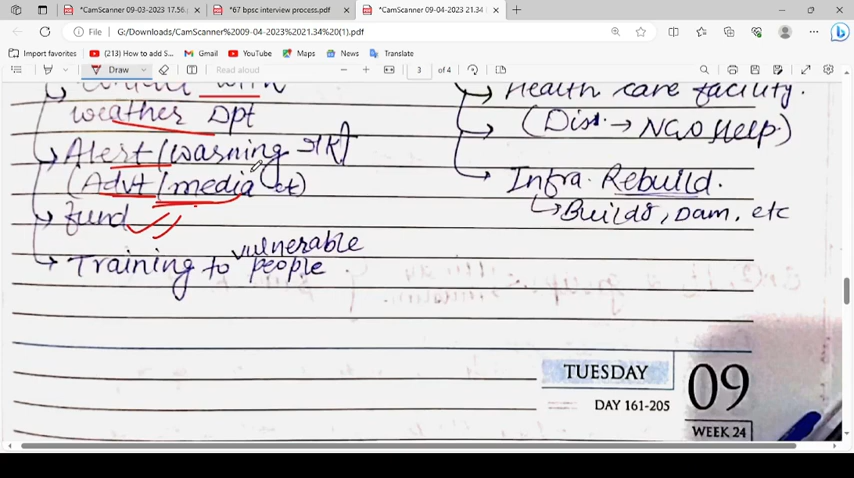 *CamScanner 09-03-2023 17.56.p
*67 bpsc interview process.pdf
*CamScanner 09-04-2023 21.34
File
G:/Downloads/CamScanner%2009-04-2023%2021.34%20(1).pdf
Import favorites
(213) How to add S...
Gmail
YouTube
Maps
News
Translate
Draw
Read aloud
3 of 4
with
Weather Dpt
Alert/warning
(Advt/media
Fund
Training to vulnerable
people.
Health care facility.
(Dist. → NGO Help.)
Infra. Rebuild.
Builds, Dam, etc
TUESDAY
09
DAY 161-205
WEEK 24